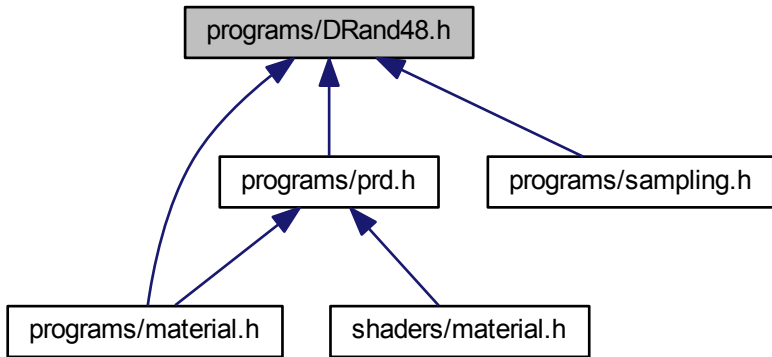 programs/DRand48.h
programs/prd.h
programs/sampling.h
programs/material.h
shaders/material.h